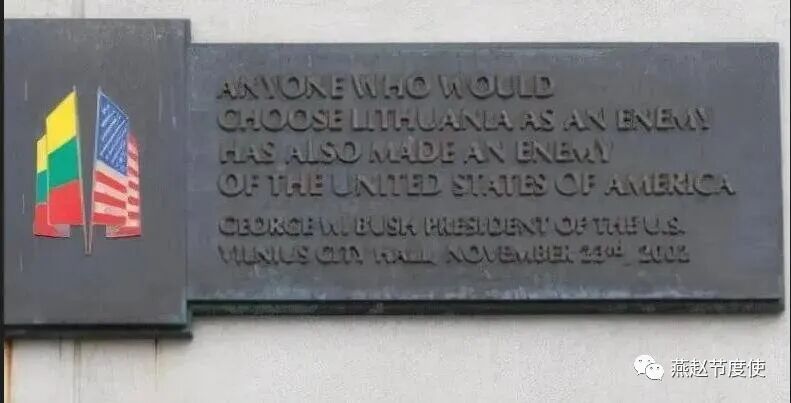 ANYONE WHO WOULD
CHOOSE LITHUANIA AS AN ENEMY
HAS ALSO MADE AN ENEMY
OF THE UNITED STATES OF AMERICA
GEORGE W. BUSH PRESIDENT OF THE U.S.
VILNIUS CITY HALL, NOVEMBER 23rd, 2002
燕赵节度使